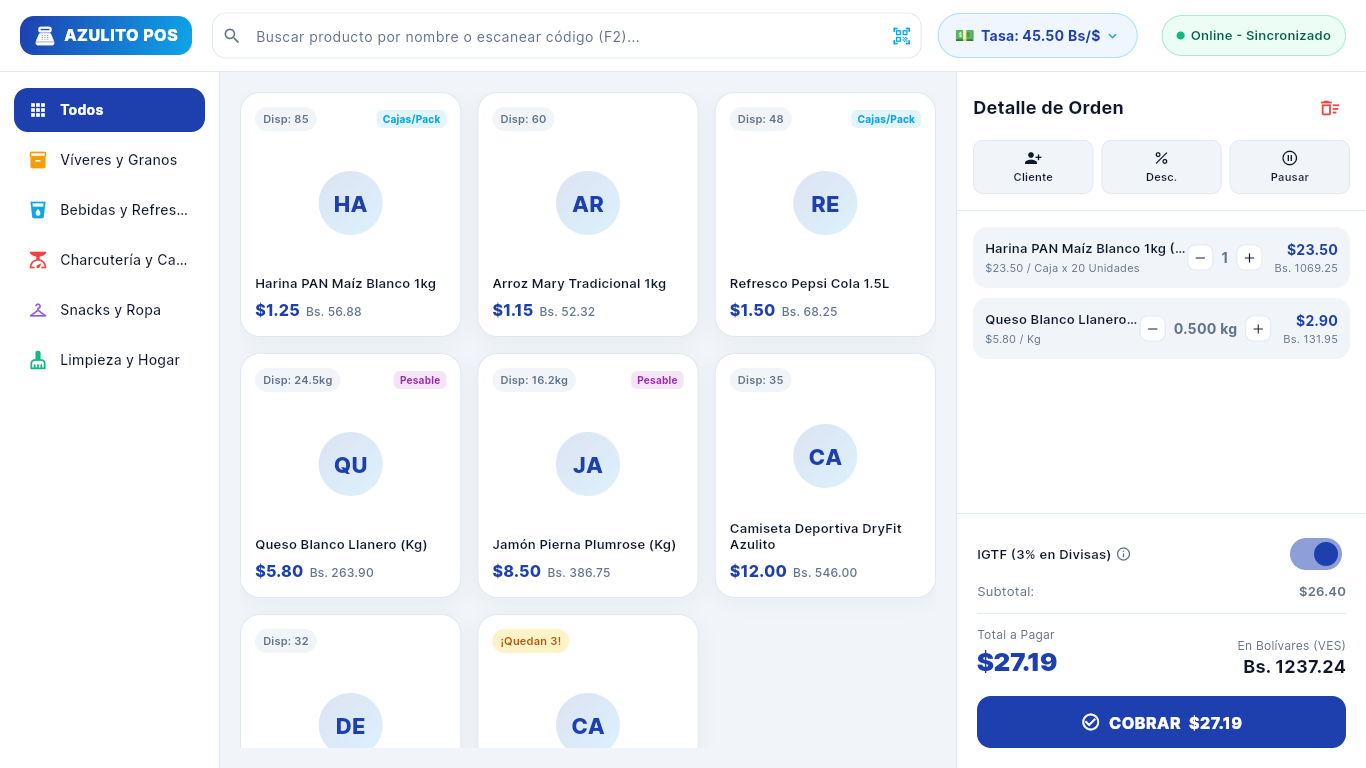 AZULITO POS
Buscar producto por nombre o escanear código (F2)...
Tasa: 45.50 Bs/$
Online - Sincronizado
Todos
Víveres y Granos
Bebidas y Refres...
Charcutería y Ca...
Snacks y Ropa
Limpieza y Hogar
Disp: 85
Cajas/Pack
HA
Harina PAN Maíz Blanco 1kg
$1.25 Bs. 56.88
Disp: 60
AR
Arroz Mary Tradicional 1kg
$1.15 Bs. 52.32
Disp: 48
Cajas/Pack
RE
Refresco Pepsi Cola 1.5L
$1.50 Bs. 68.25
Disp: 24.5kg
Pesable
QU
Queso Blanco Llanero (Kg)
$5.80 Bs. 263.90
Disp: 16.2kg
Pesable
JA
Jamón Pierna Plumrose (Kg)
$8.50 Bs. 386.75
Disp: 35
CA
Camiseta Deportiva DryFit
Azulito
$12.00 Bs. 546.00
Disp: 32
DE
¡Quedan 3!
CA
Detalle de Orden
Cliente
Desc.
Pausar
Harina PAN Maíz Blanco 1kg (...
$23.50 / Caja x 20 Unidades
1
$23.50
Bs. 1069.25
Queso Blanco Llanero...
$5.80 / Kg
0.500 kg
$2.90
Bs. 131.95
IGTF (3% en Divisas)
Subtotal: $26.40
Total a Pagar
$27.19
En Bolívares (VES)
Bs. 1237.24
COBRAR $27.19